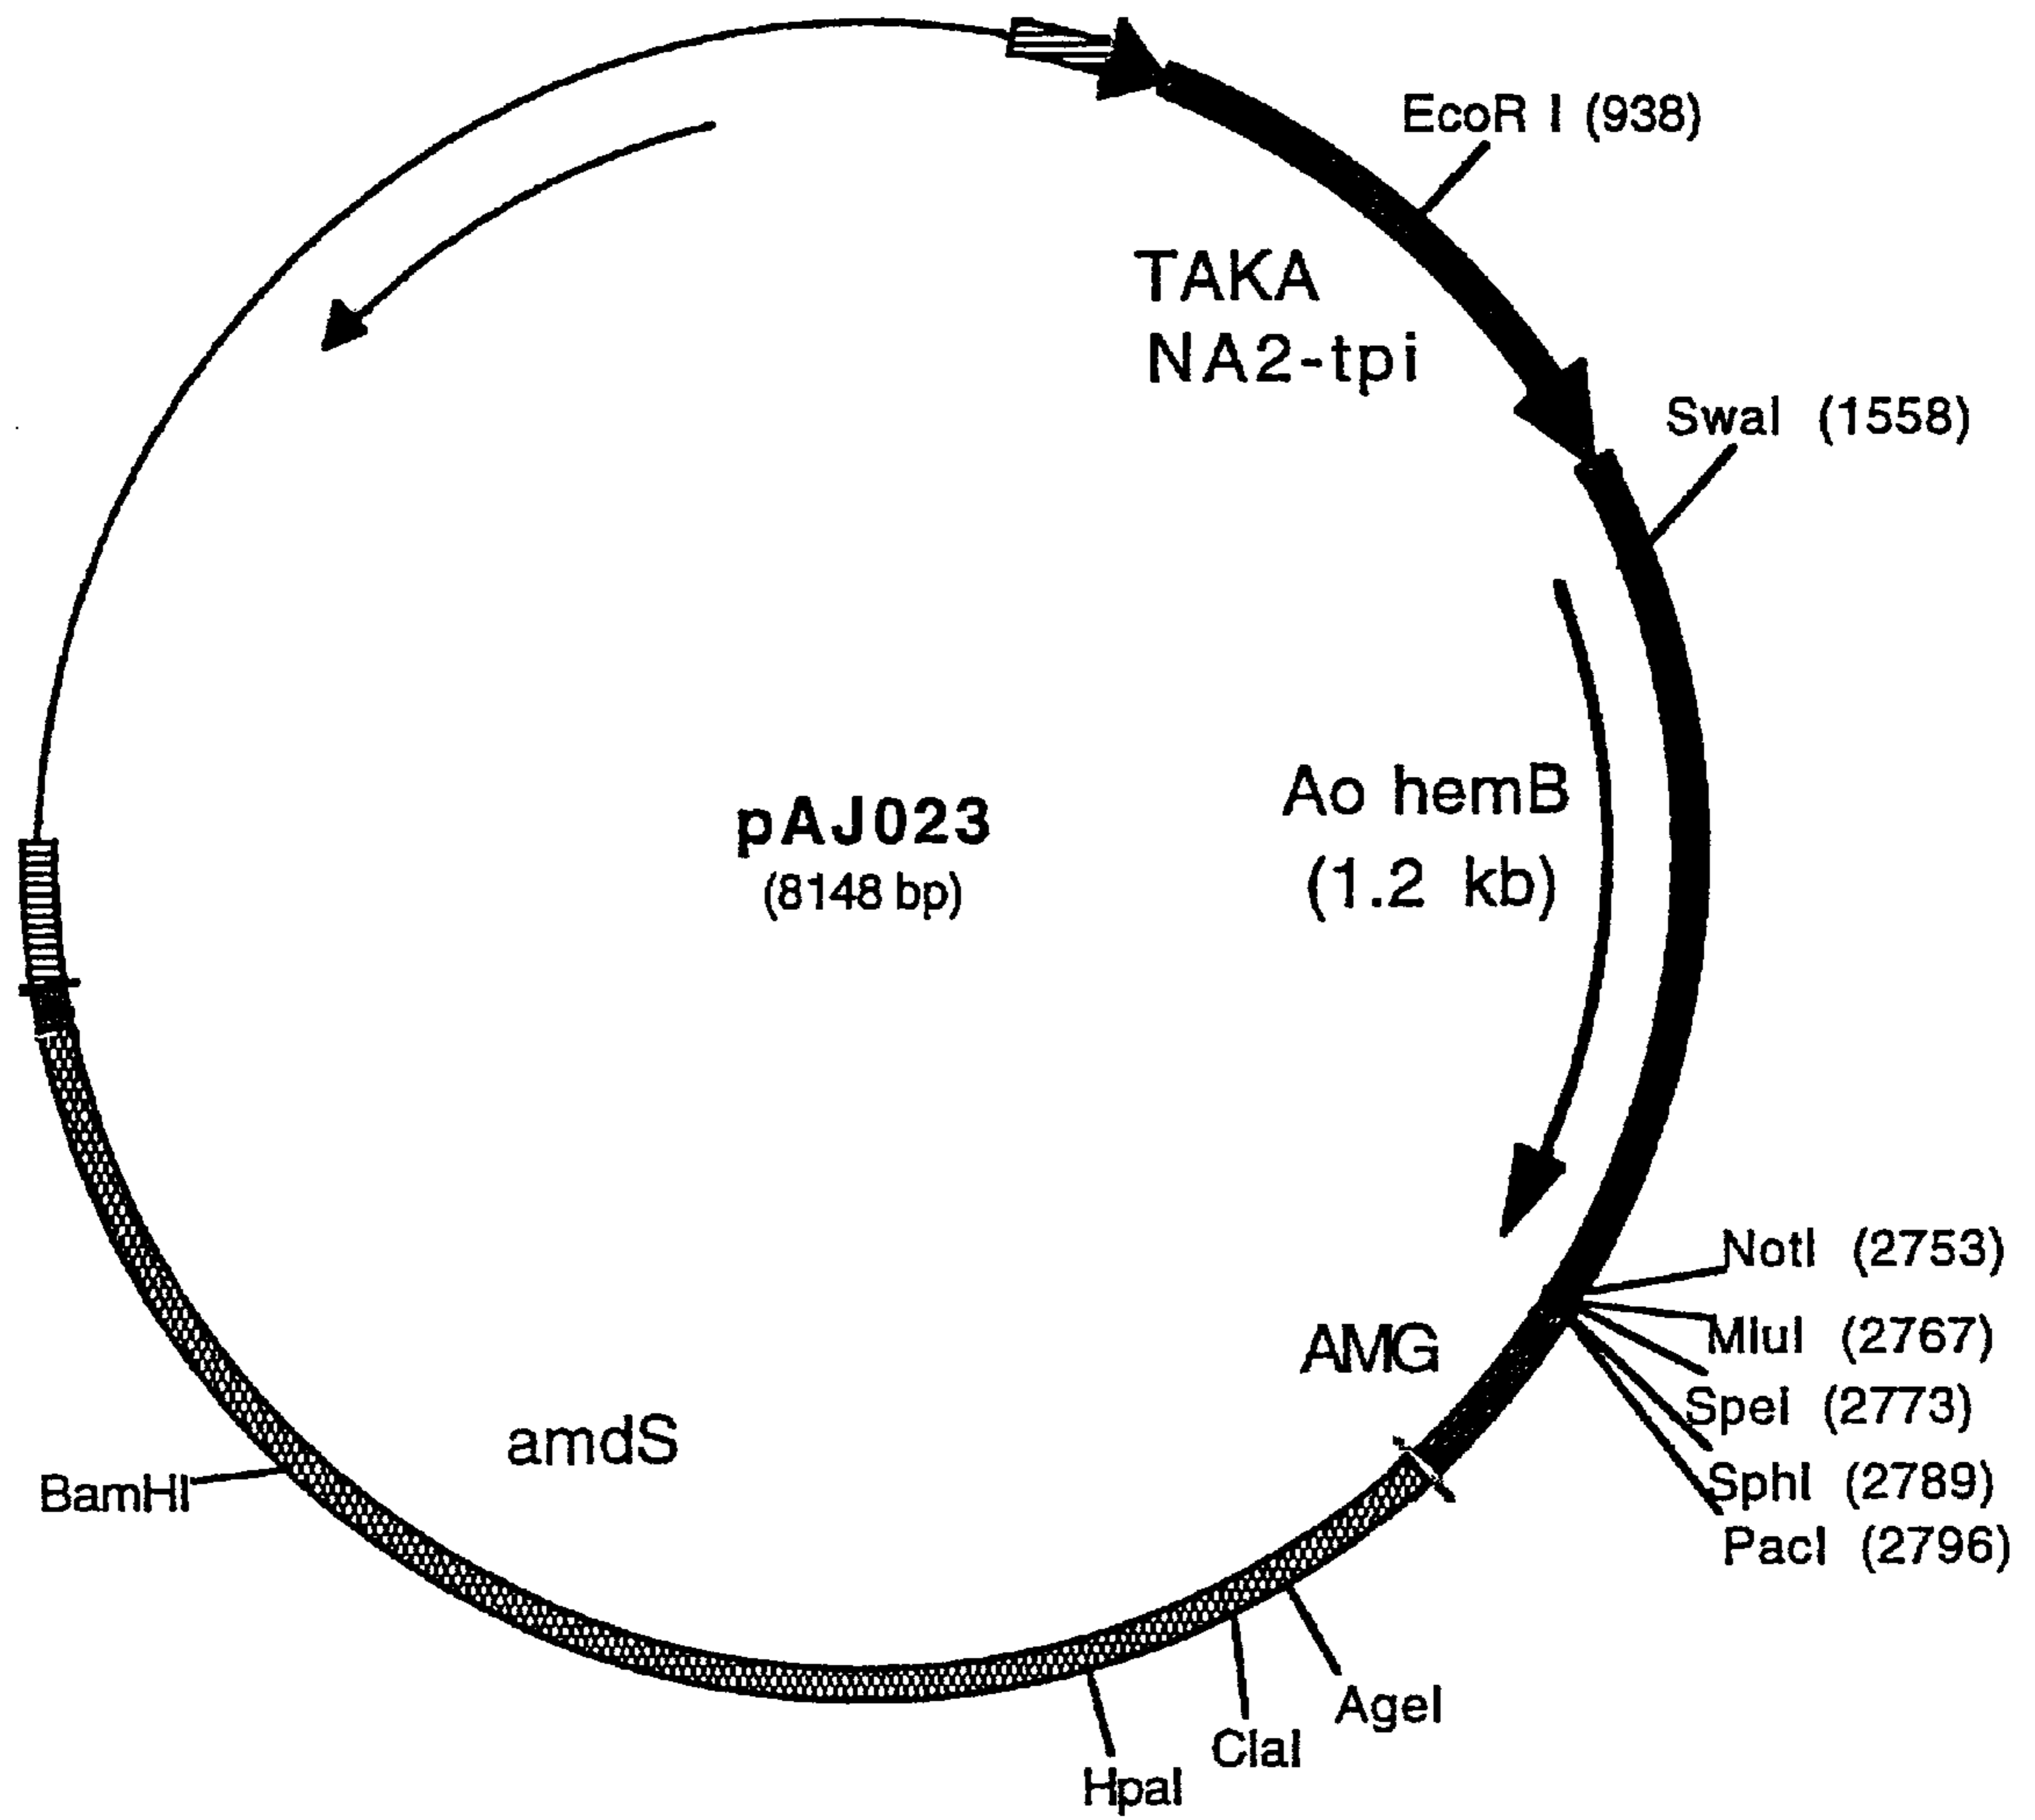 EcoR I (938)
TAKA
NA2-tpi
SwaI (1558)
Ao hemB
(1.2 kb)
pAJ023
(8148 bp)
NotI (2753)
MluI (2767)
SpeI (2773)
SphI (2789)
PacI (2796)
AMG
amdS
BamHI
AgeI
ClaI
HpaI